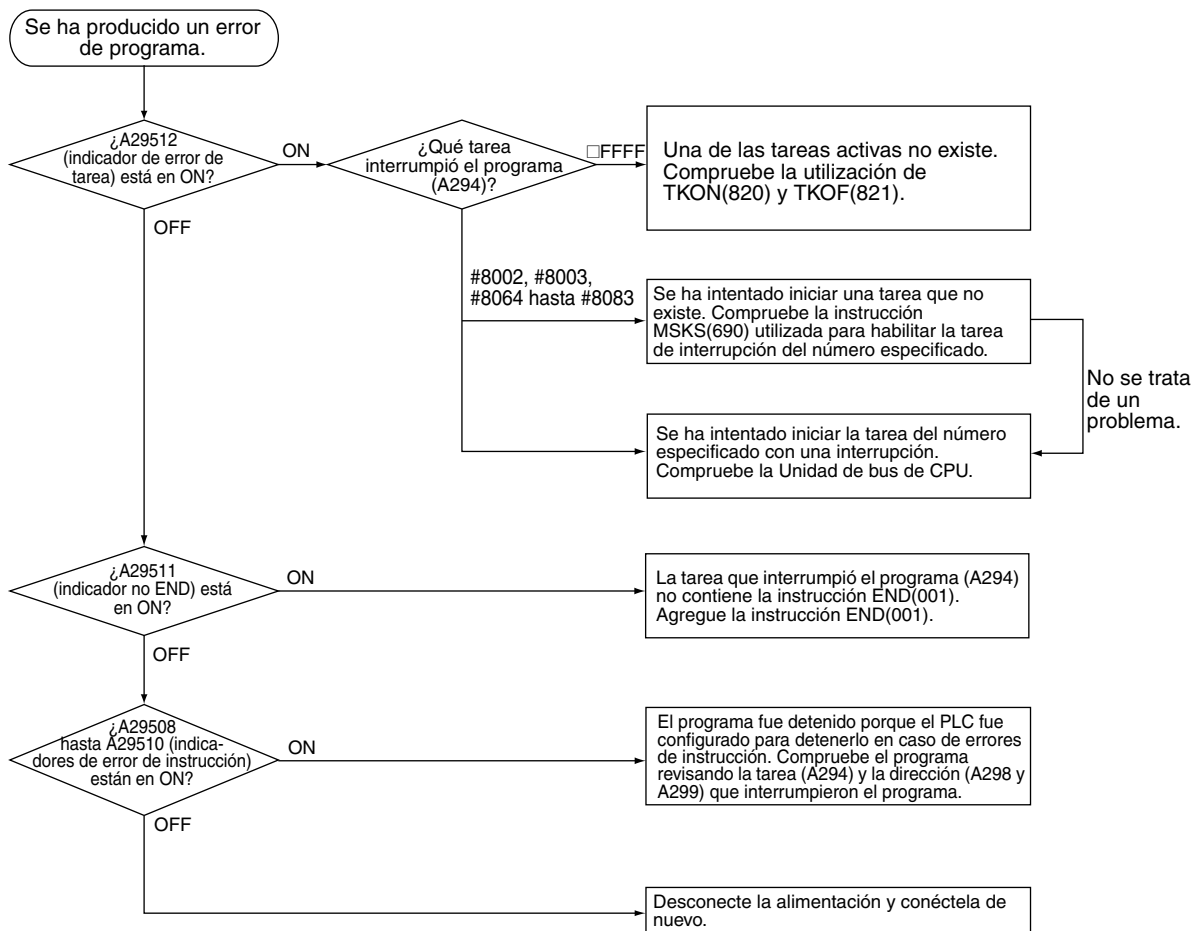 Se ha producido un error
de programa.
¿A29512
(indicador de error de
tarea) está en ON?
ON
OFF
¿Qué tarea
interrumpió el programa
(A294)?
□FFFF
Una de las tareas activas no existe.
Compruebe la utilización de
TKON(820) y TKOF(821).
#8002, #8003,
#8064 hasta #8083
Se ha intentado iniciar una tarea que no
existe. Compruebe la instrucción
MSKS(690) utilizada para habilitar la tarea
de interrupción del número especificado.
No se trata
de un
problema.
Se ha intentado iniciar la tarea del número
especificado con una interrupción.
Compruebe la Unidad de bus de CPU.
¿A29511
(indicador no END) está
en ON?
ON
OFF
La tarea que interrumpió el programa (A294)
no contiene la instrucción END(001).
Agregue la instrucción END(001).
¿A29508
hasta A29510 (indica-
dores de error de instrucción)
están en ON?
ON
OFF
El programa fue detenido porque el PLC fue
configurado para detenerlo en caso de errores
de instrucción. Compruebe el programa
revisando la tarea (A294) y la dirección (A298 y
A299) que interrumpieron el programa.
Desconecte la alimentación y conéctela de
nuevo.